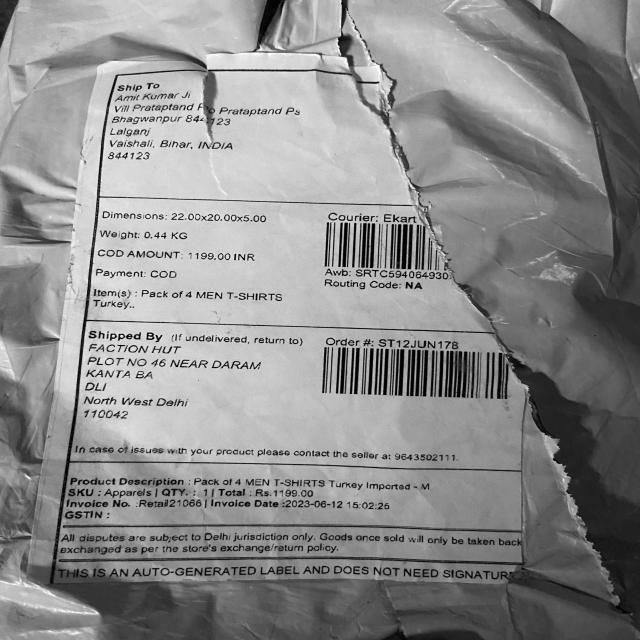 Ship To
Amit Kumar Ji
Vill Prataptand P o Prataptand Ps
Bhagwanpur 844123
Lalganj
Vaishali, Bihar, INDIA
844123
Dimensions: 22.00x20.00x5.00
Weight: 0.44 KG
COD AMOUNT: 1199.00 INR
Payment: COD
Item(s) : Pack of 4 MEN T-SHIRTS
Turkey..
Courier: Ekart
Awb: SRTC594064930
Routing Code: NA
Shipped By (If undelivered, return to)
FACTION HUT
PLOT NO 46 NEAR DARAM
KANTA BA
DLI
North West Delhi
110042
Order #: ST12JUN178
In case of issues with your product please contact the seller at 9643502111.
Product Description : Pack of 4 MEN T-SHIRTS Turkey Imported - M
SKU : Apparels | QTY. : 1 | Total : Rs.1199.00
Invoice No. :Retail21066 | Invoice Date :2023-06-12 15:02:26
GSTIN :
All disputes are subject to Delhi jurisdiction only. Goods once sold will only be taken back
exchanged as per the store's exchange/return policy.
THIS IS AN AUTO-GENERATED LABEL AND DOES NOT NEED SIGNATUR